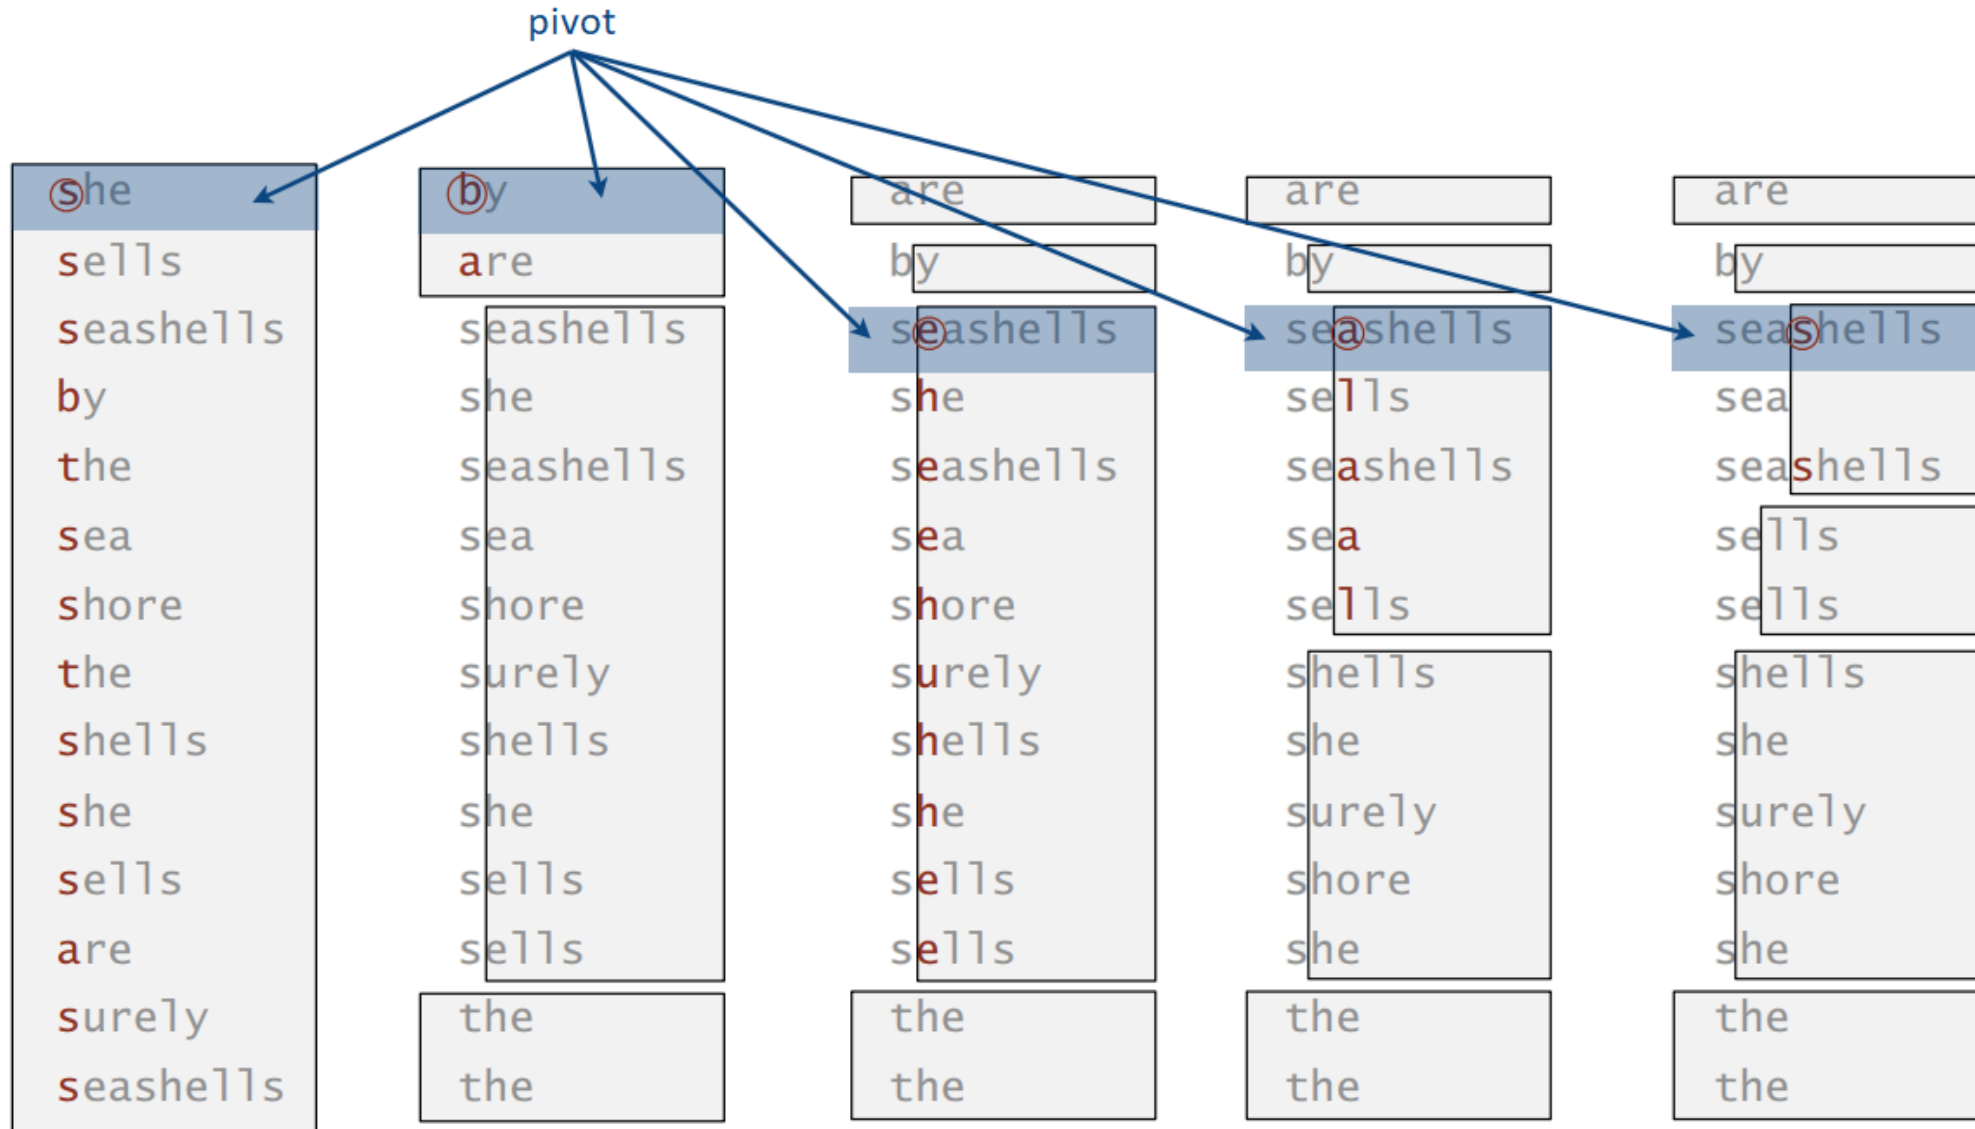 pivot
she by are are are
sells are by by by
seashells seashells seashells seashells seashells
by she she sells sea
the seashells seashells seashells seashells
sea sea sea sea sells
shore shore shore sells sells
the surely surely shells shells
shells shells shells she she
she she she surely surely
sells sells sells shore shore
are sells sells she she
surely the the the the
seashells the the the the